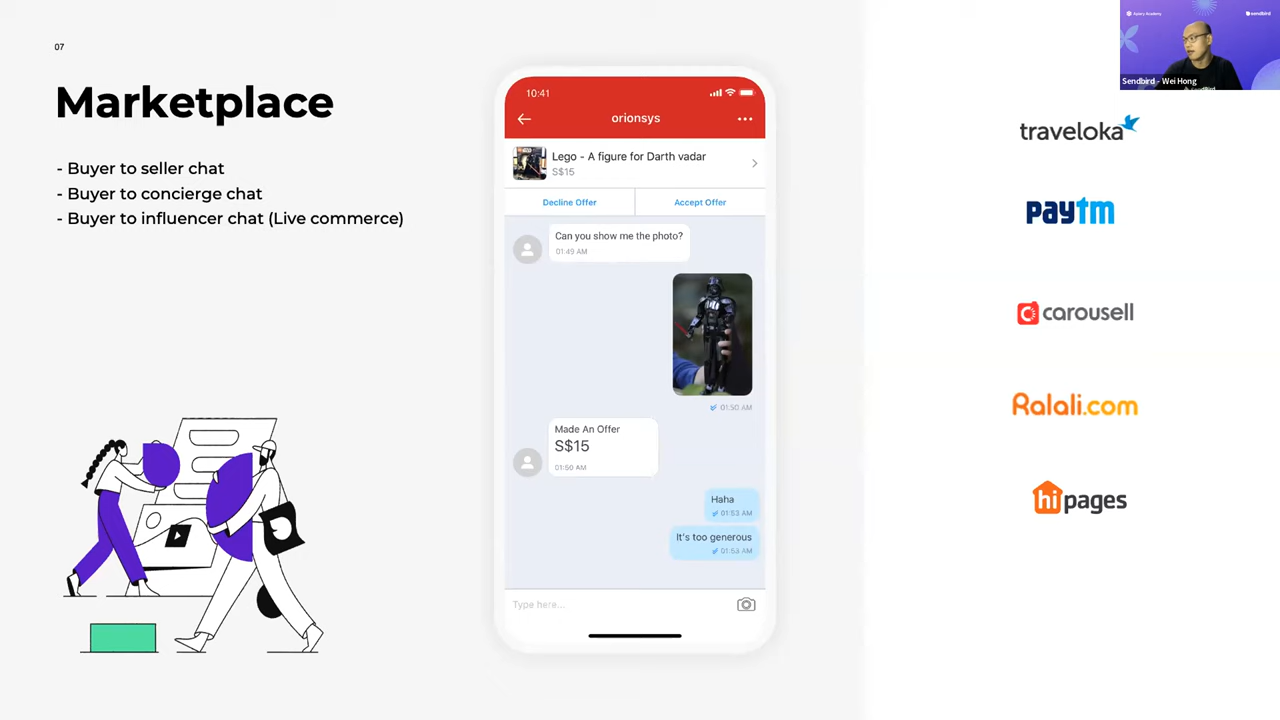 07
Marketplace
- Buyer to seller chat
- Buyer to concierge chat
- Buyer to influencer chat (Live commerce)
10:41
orionsys
Lego - A figure for Darth vadar
S$15
Decline Offer
Accept Offer
Can you show me the photo?
01:49 AM
01:50 AM
Made An Offer
S$15
01:50 AM
Haha
01:53 AM
It's too generous
01:53 AM
Type here...
Apary Academy
sendbird
Sendbird - Wei Hong
traveloka
paytm
carousell
Ralali.com
hipages